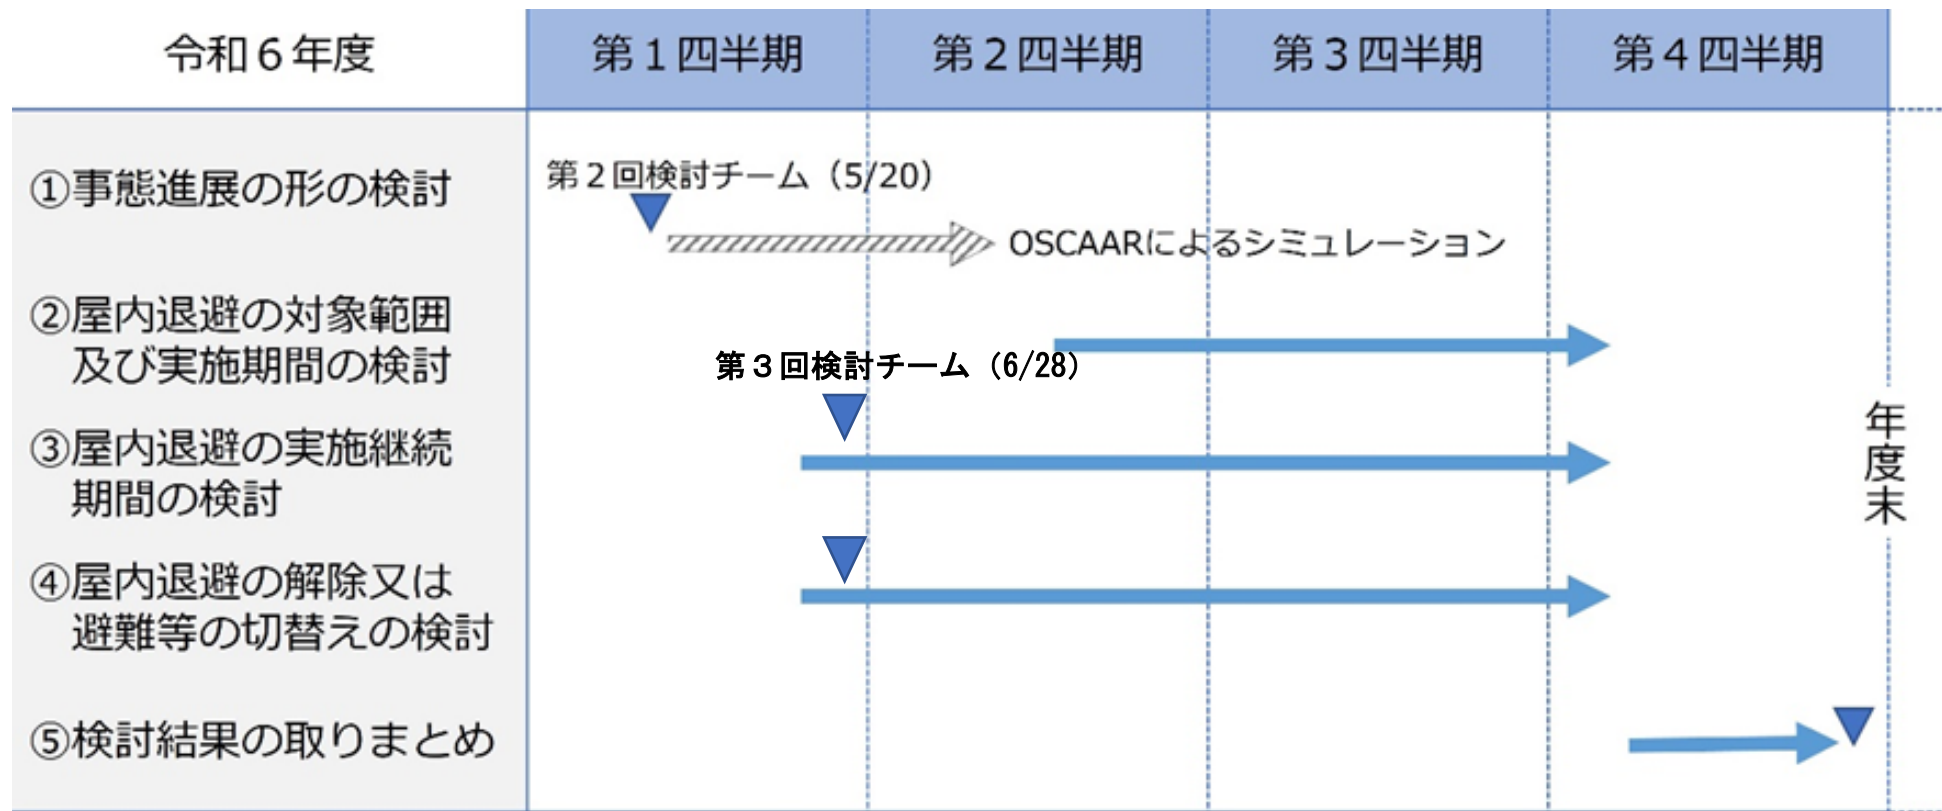 令和６年度
第１四半期
第２四半期
第３四半期
第４四半期
①事態進展の形の検討
第２回検討チーム（5/20）
OSCAARによるシミュレーション
②屋内退避の対象範囲
及び実施期間の検討
第３回検討チーム（6/28）
③屋内退避の実施継続
期間の検討
④屋内退避の解除又は
避難等の切替えの検討
⑤検討結果の取りまとめ
年度末